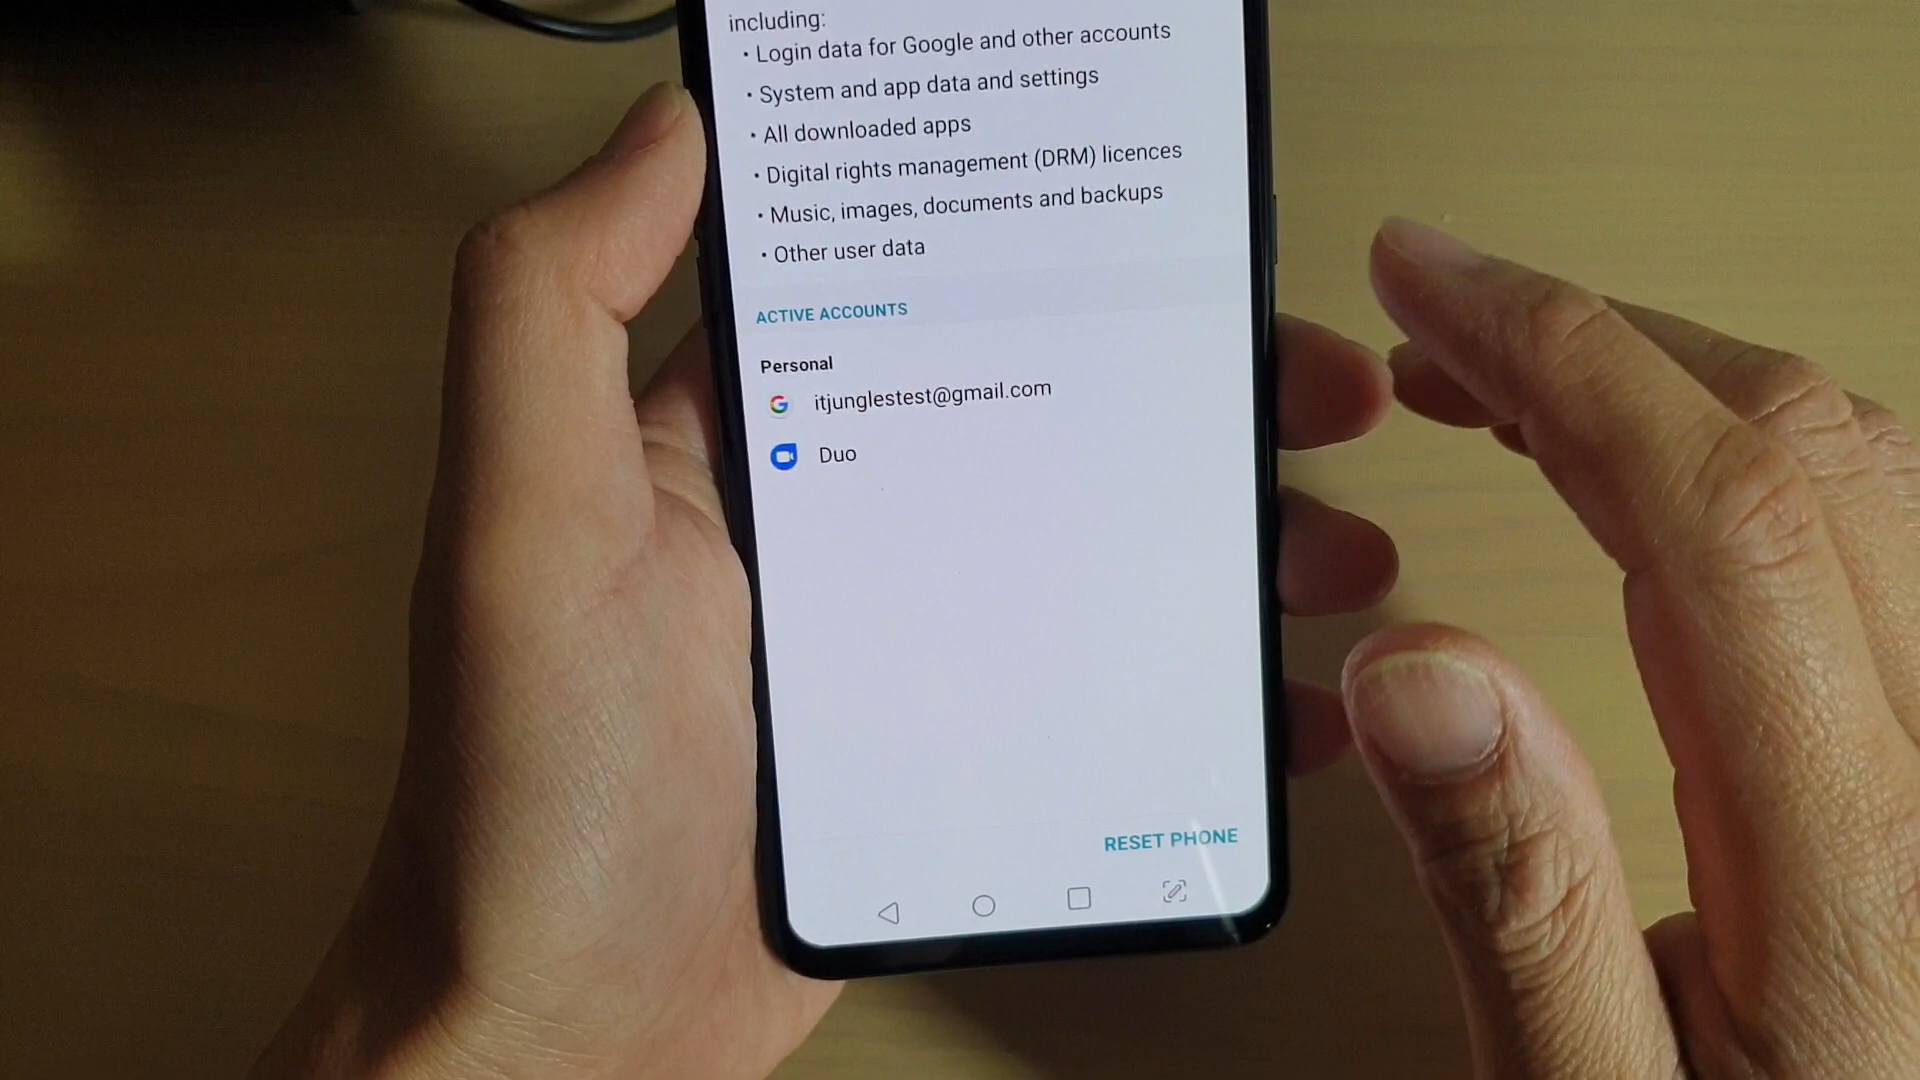 including:
• Login data for Google and other accounts
• System and app data and settings
• All downloaded apps
• Digital rights management (DRM) licences
• Music, images, documents and backups
• Other user data
ACTIVE ACCOUNTS
Personal
itjunglestest@gmail.com
Duo
RESET PHONE